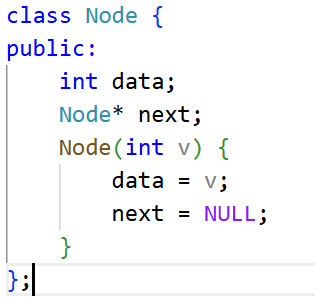 class Node {
public:
    int data;
    Node* next;
    Node(int v) {
        data = v;
        next = NULL;
    }
};